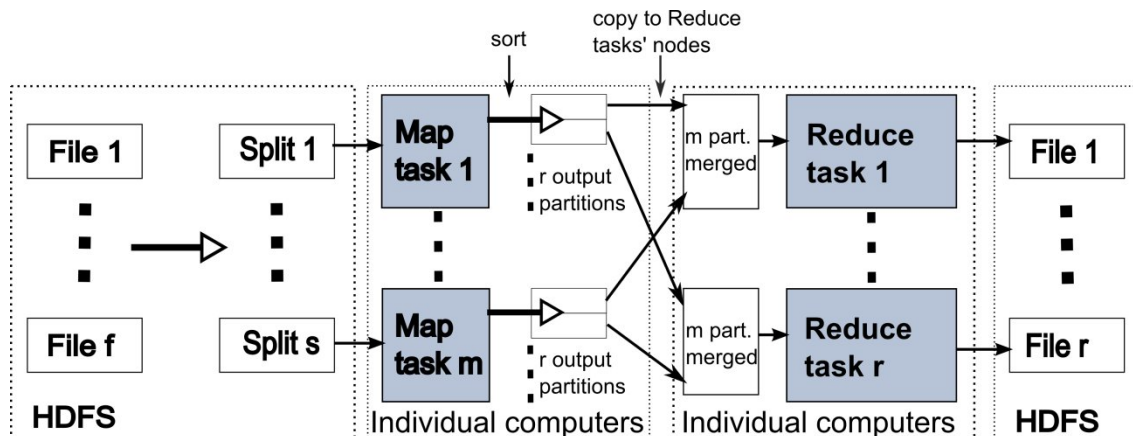 copy to Reduce
tasks' nodes
sort
File 1
Split 1
Map
task 1
r output
partitions
m part.
merged
Reduce
task 1
File 1
File f
Split s
Map
task m
r output
partitions
m part.
merged
Reduce
task r
File r
HDFS
Individual computers
Individual computers
HDFS